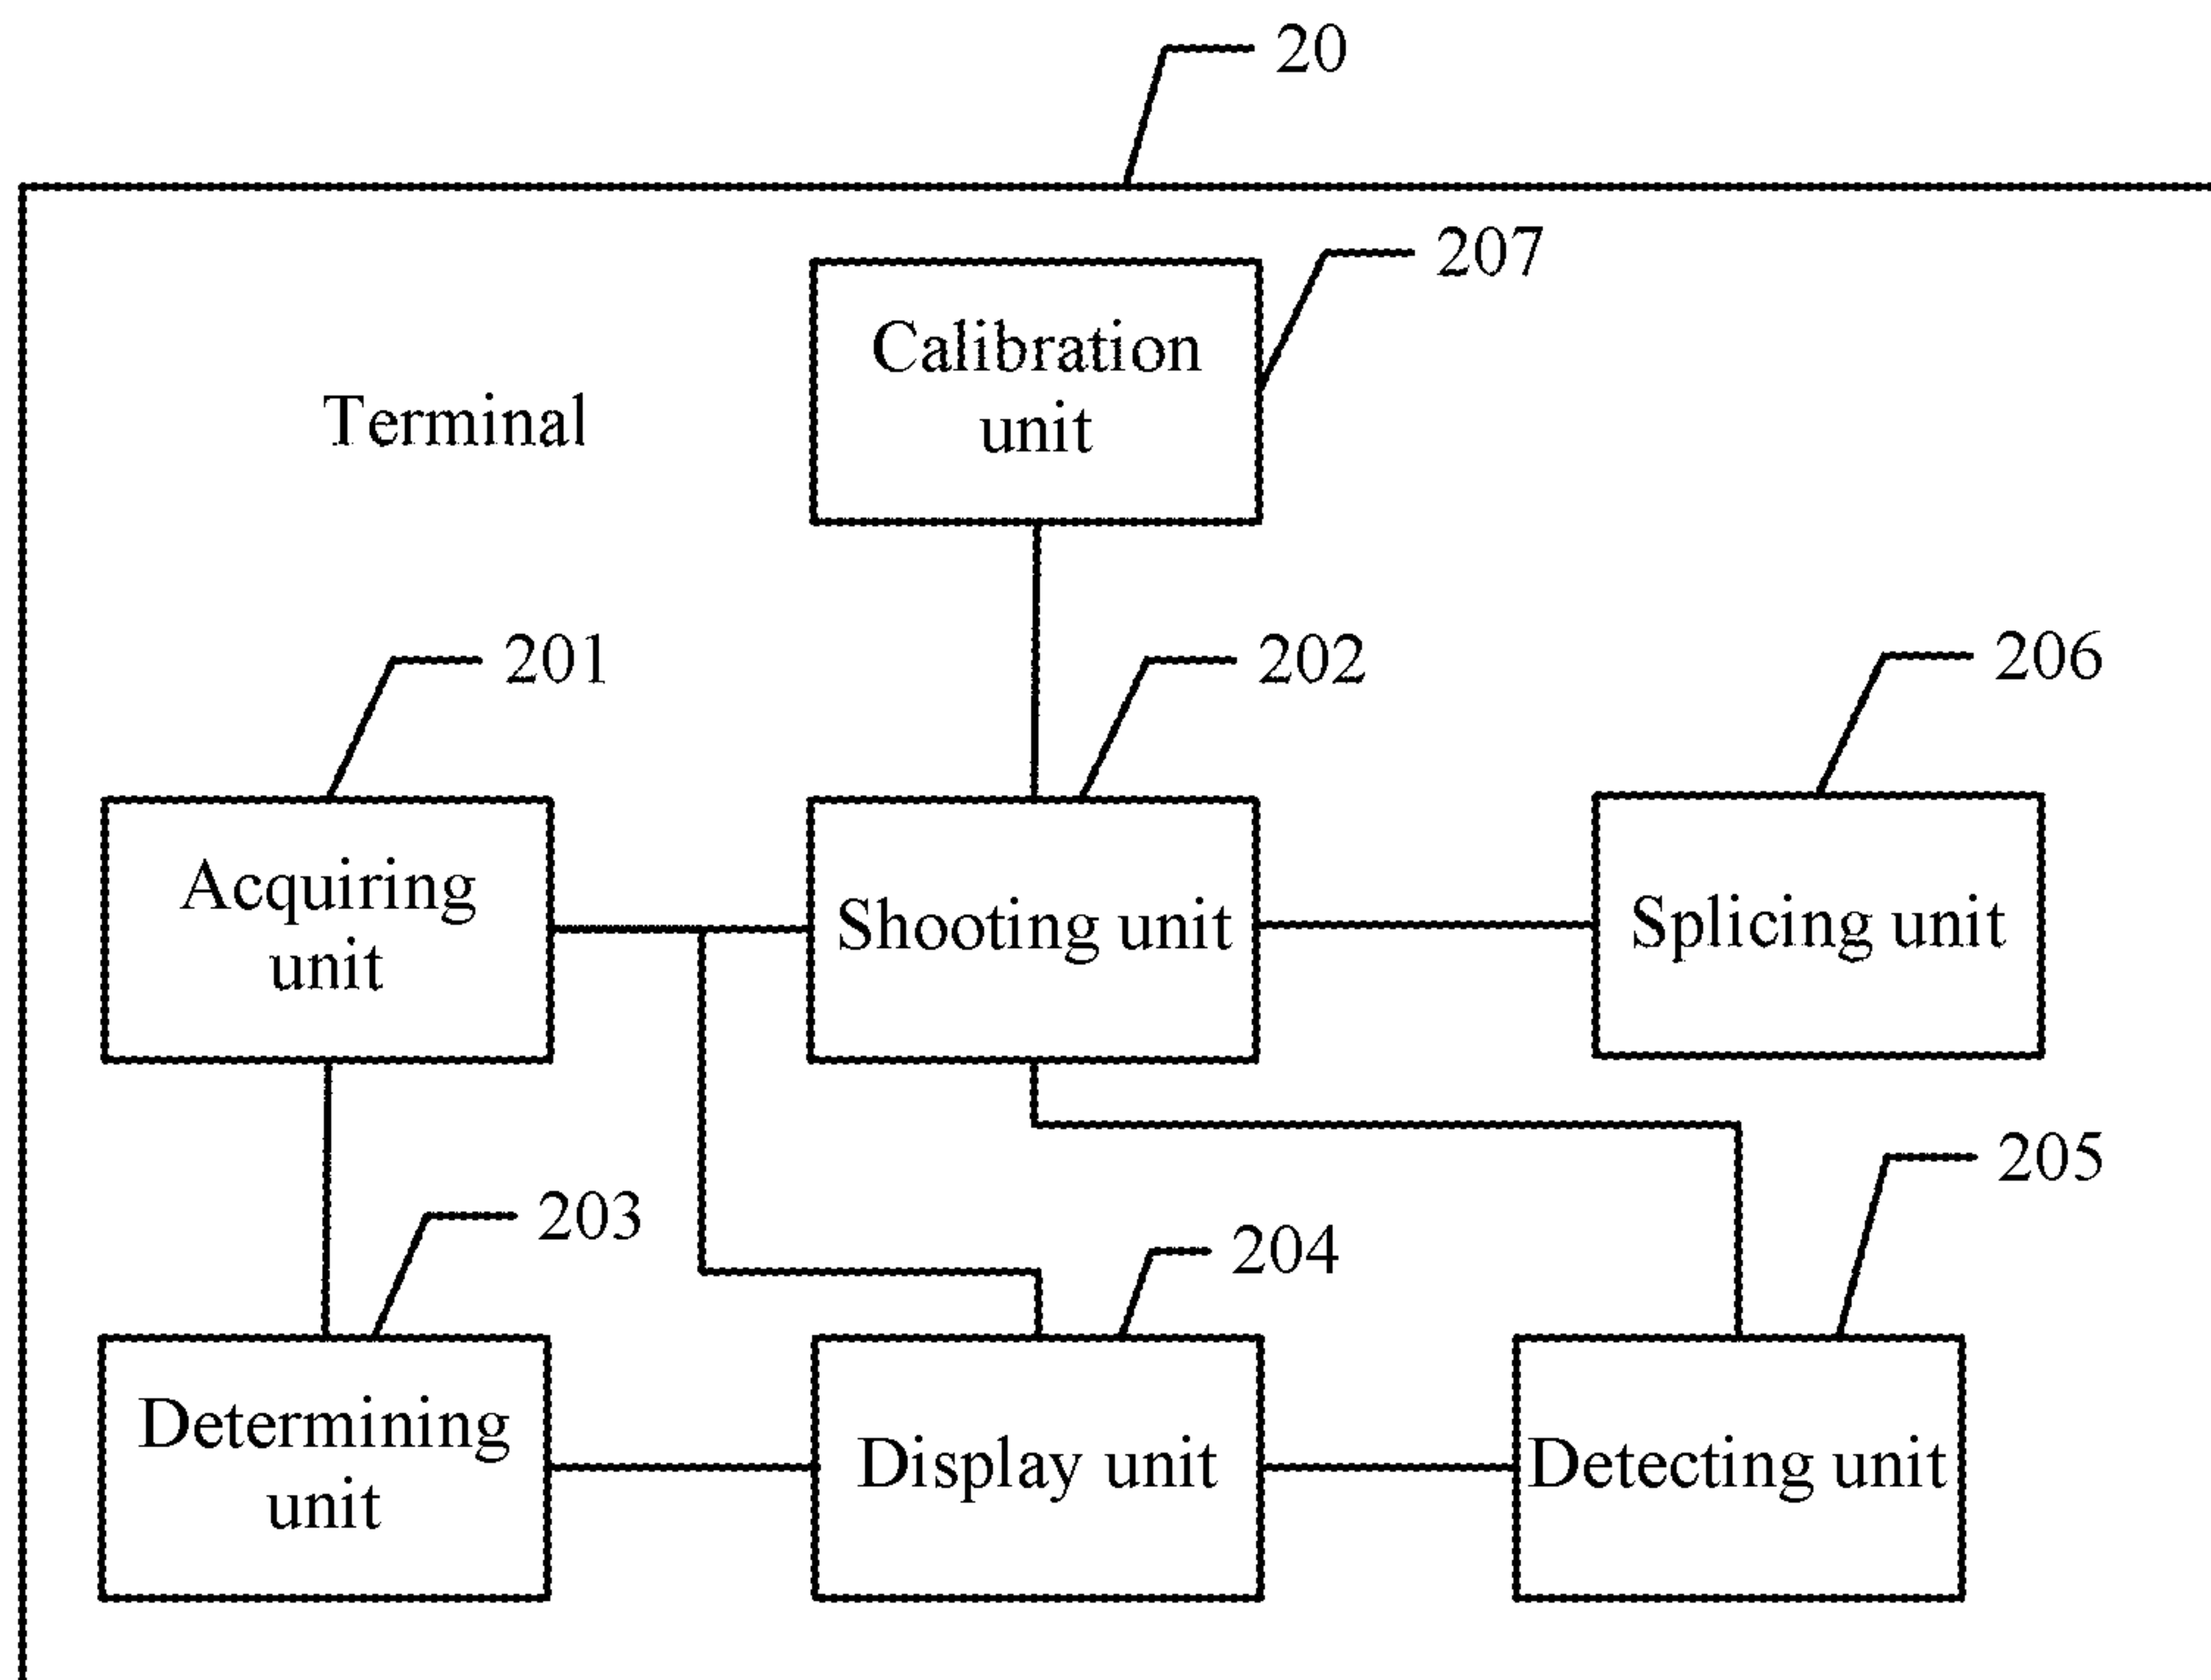 20
207
Calibration
unit
Terminal
201
202
206
Acquiring
unit
Shooting unit
Splicing unit
205
203
204
Determining
unit
Display unit
Detecting unit